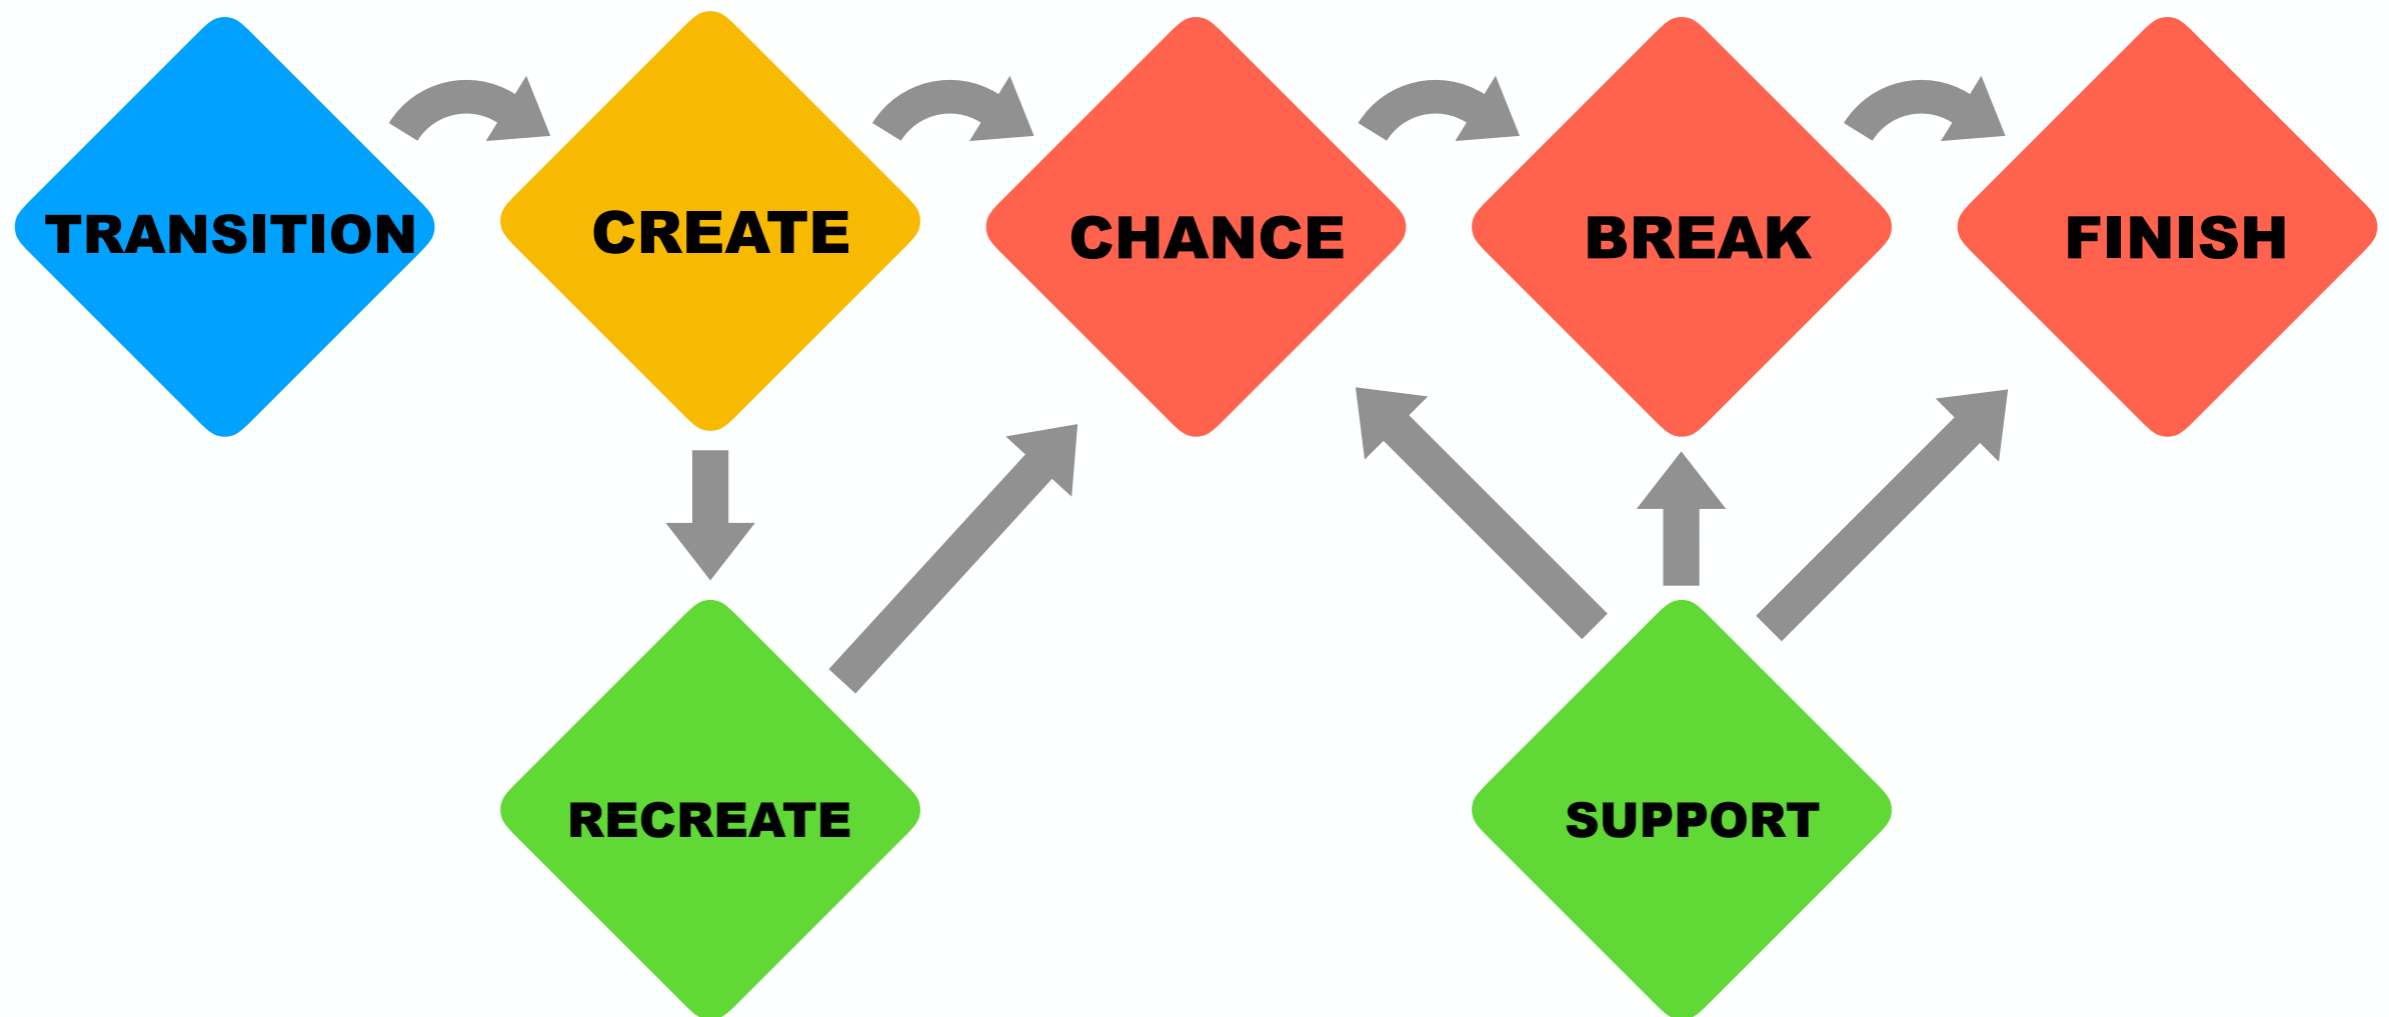 TRANSITION
CREATE
CHANCE
BREAK
FINISH
RECREATE
SUPPORT